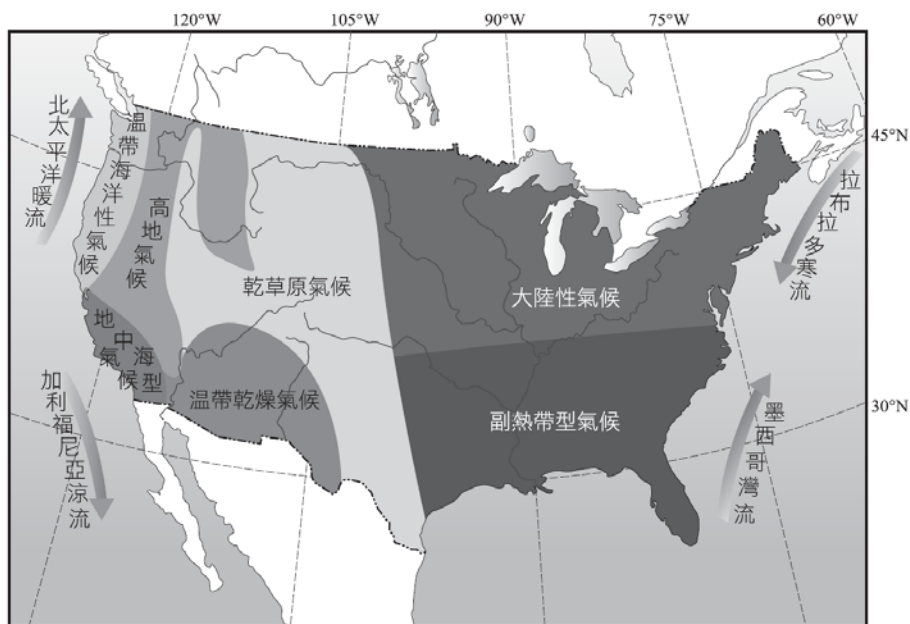 120°W
105°W
90°W
75°W
60°W
45°N
30°N
北太平洋暖流
溫帶海洋性氣候
高地氣候
乾草原氣候
大陸性氣候
拉布拉多寒流
地中海型氣候
加利福尼亞涼流
溫帶乾燥氣候
副熱帶型氣候
墨西哥灣流